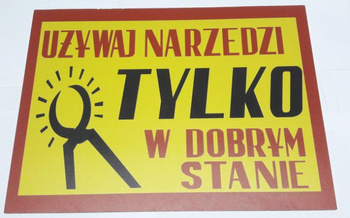 UŻYWAJ NARZĘDZI
TYLKO
W DOBRYM
STANIE